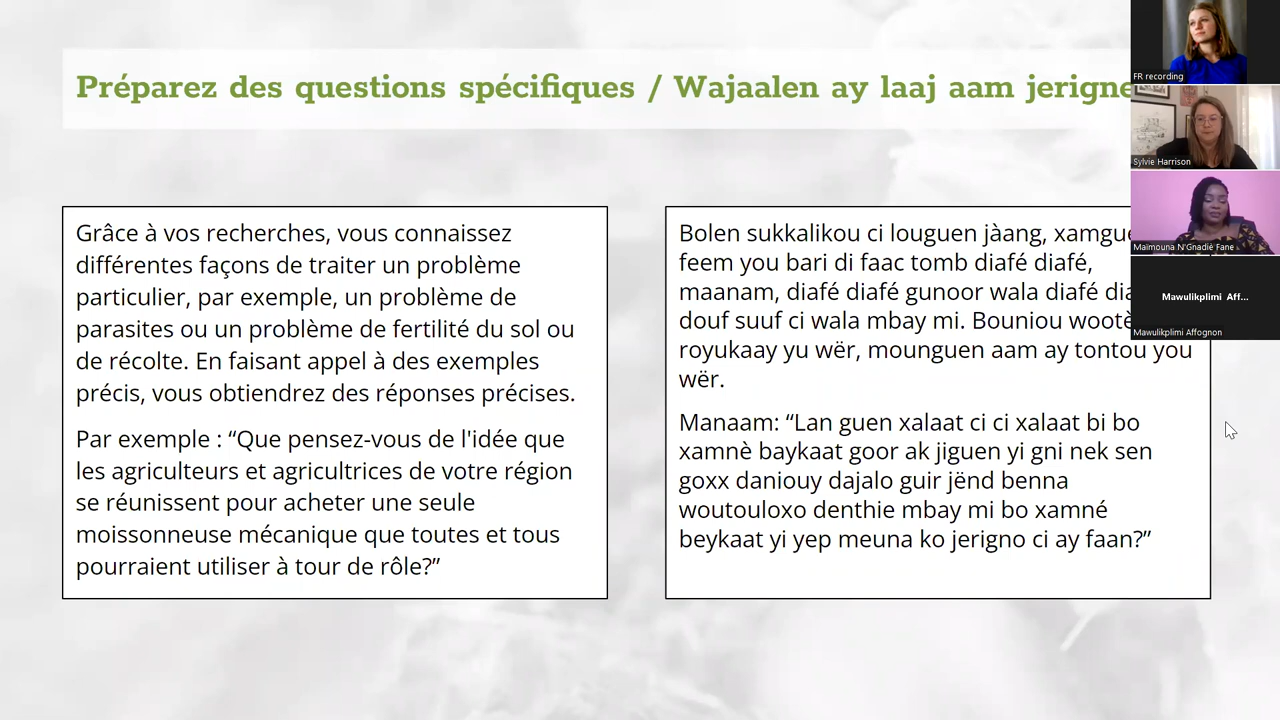 Préparez des questions spécifiques / Wajaalen ay laaj aam
Grâce à vos recherches, vous connaissez
différentes façons de traiter un problème
particulier, par exemple, un problème de
parasites ou un problème de fertilité du sol ou
de récolte. En faisant appel à des exemples
précis, vous obtiendrez des réponses précises.
Par exemple : “Que pensez-vous de l'idée que
les agriculteurs et agricultrices de votre région
se réunissent pour acheter une seule
moissonneuse mécanique que toutes et tous
pourraient utiliser à tour de rôle?”
Bolen sukkalikou ci louguen jàang,
feem you bari di faac tomb diafé diafé,
maanam, diafé diafé gunoor wala diafé
douf suuf ci wala mbay mi. Bouniou
royukaay yu wër, mounguen aam ay tontou you
wër.
Manaam: “Lan guen xalaat ci ci xalaat bi bo
xamnè baykaat goor ak jiguen yi gni nek sen
goxx daniouy dajalo guir jënd benna
woutouloxo denthie mbay mi bo xamné
beykaat yi yep meuna ko jerigno ci ay faan?”
FR recording
Sylvie Harrison
Maïmouna N'Gnadié Fane
Mawulikplimi Aff...
Mawulikplimi Affognon